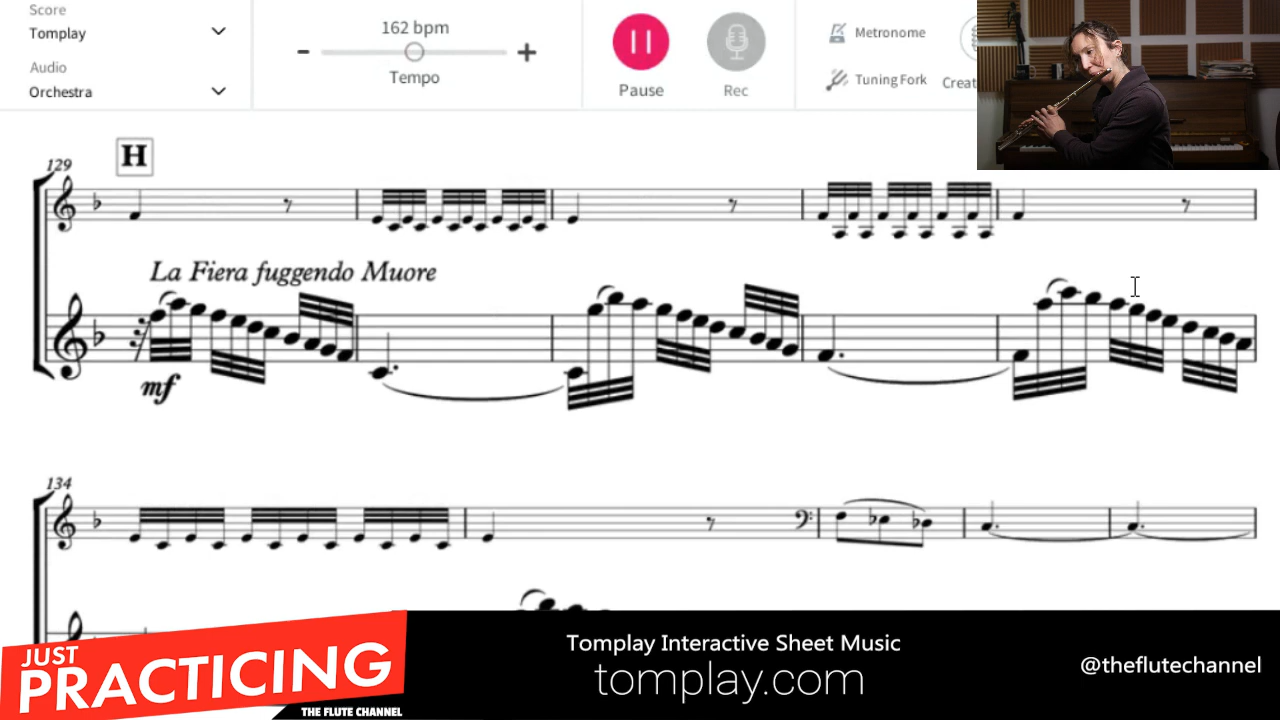 Score
Tomplay
Audio
Orchestra
162 bpm
Tempo
Pause
Rec
Metronome
Tuning Fork
Creat
129
H
La Fiera fuggendo Muore
mf
134
JUST
PRACTICING
THE FLUTE CHANNEL
Tomplay Interactive Sheet Music
tomplay.com
@theflutechannel